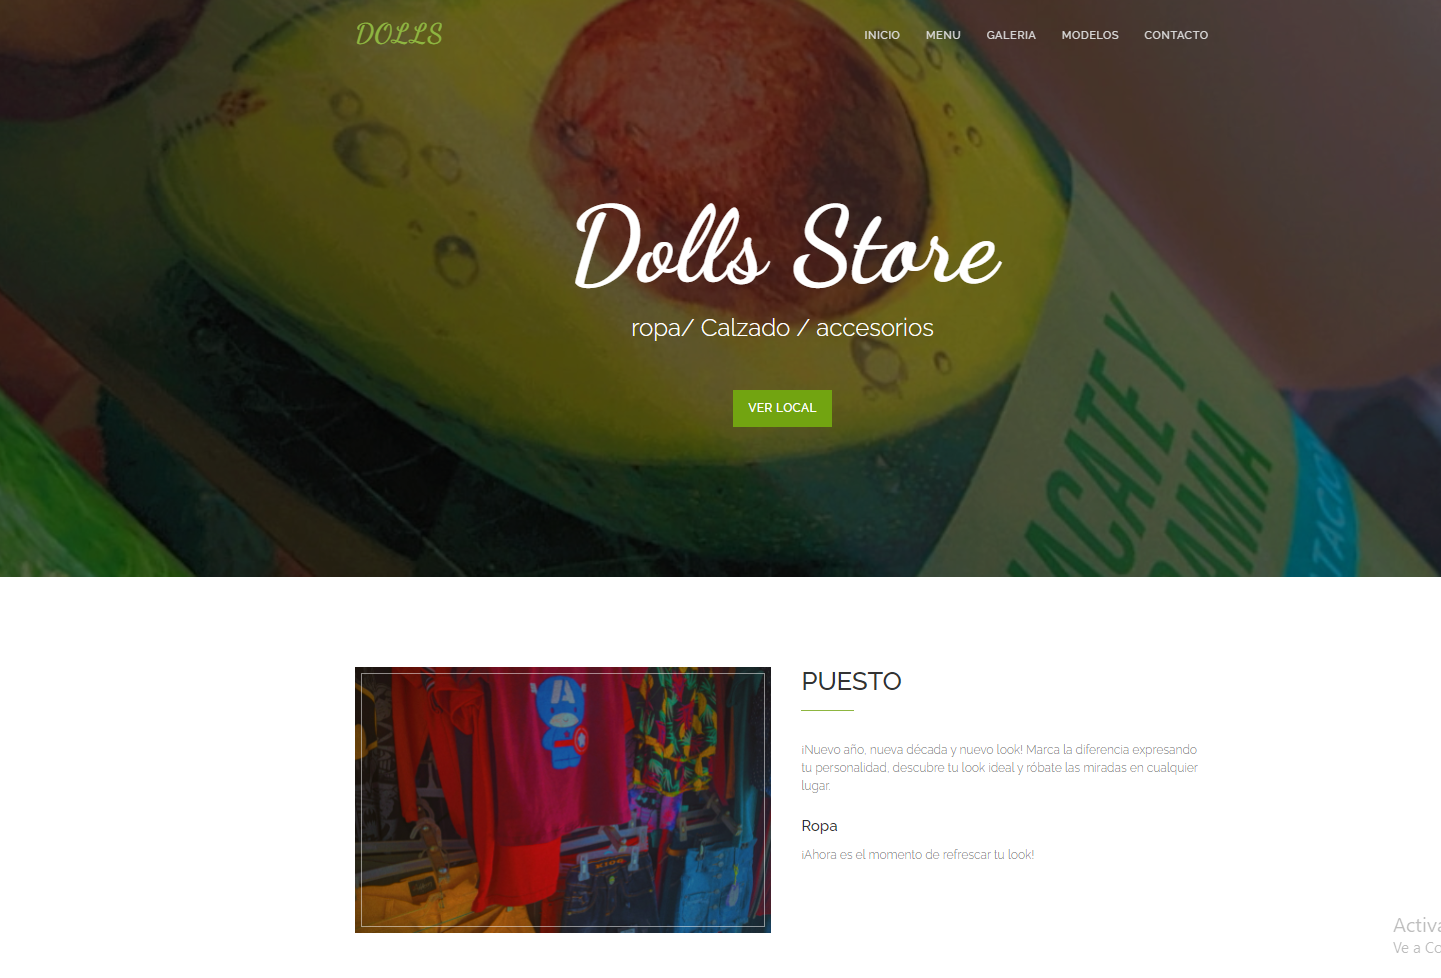 DOLLS
INICIO MENU GALERIA MODELOS CONTACTO
Dolls Store
ropa/ Calzado / accesorios
VER LOCAL
ACATE Y
AMA
PUESTO
¡Nuevo año, nueva década y nuevo look! Marca la diferencia expresando
tu personalidad, descubre tu look ideal y róbate las miradas en cualquier
lugar.
Ropa
¡Ahora es el momento de refrescar tu look!
Activa
Ve a Co